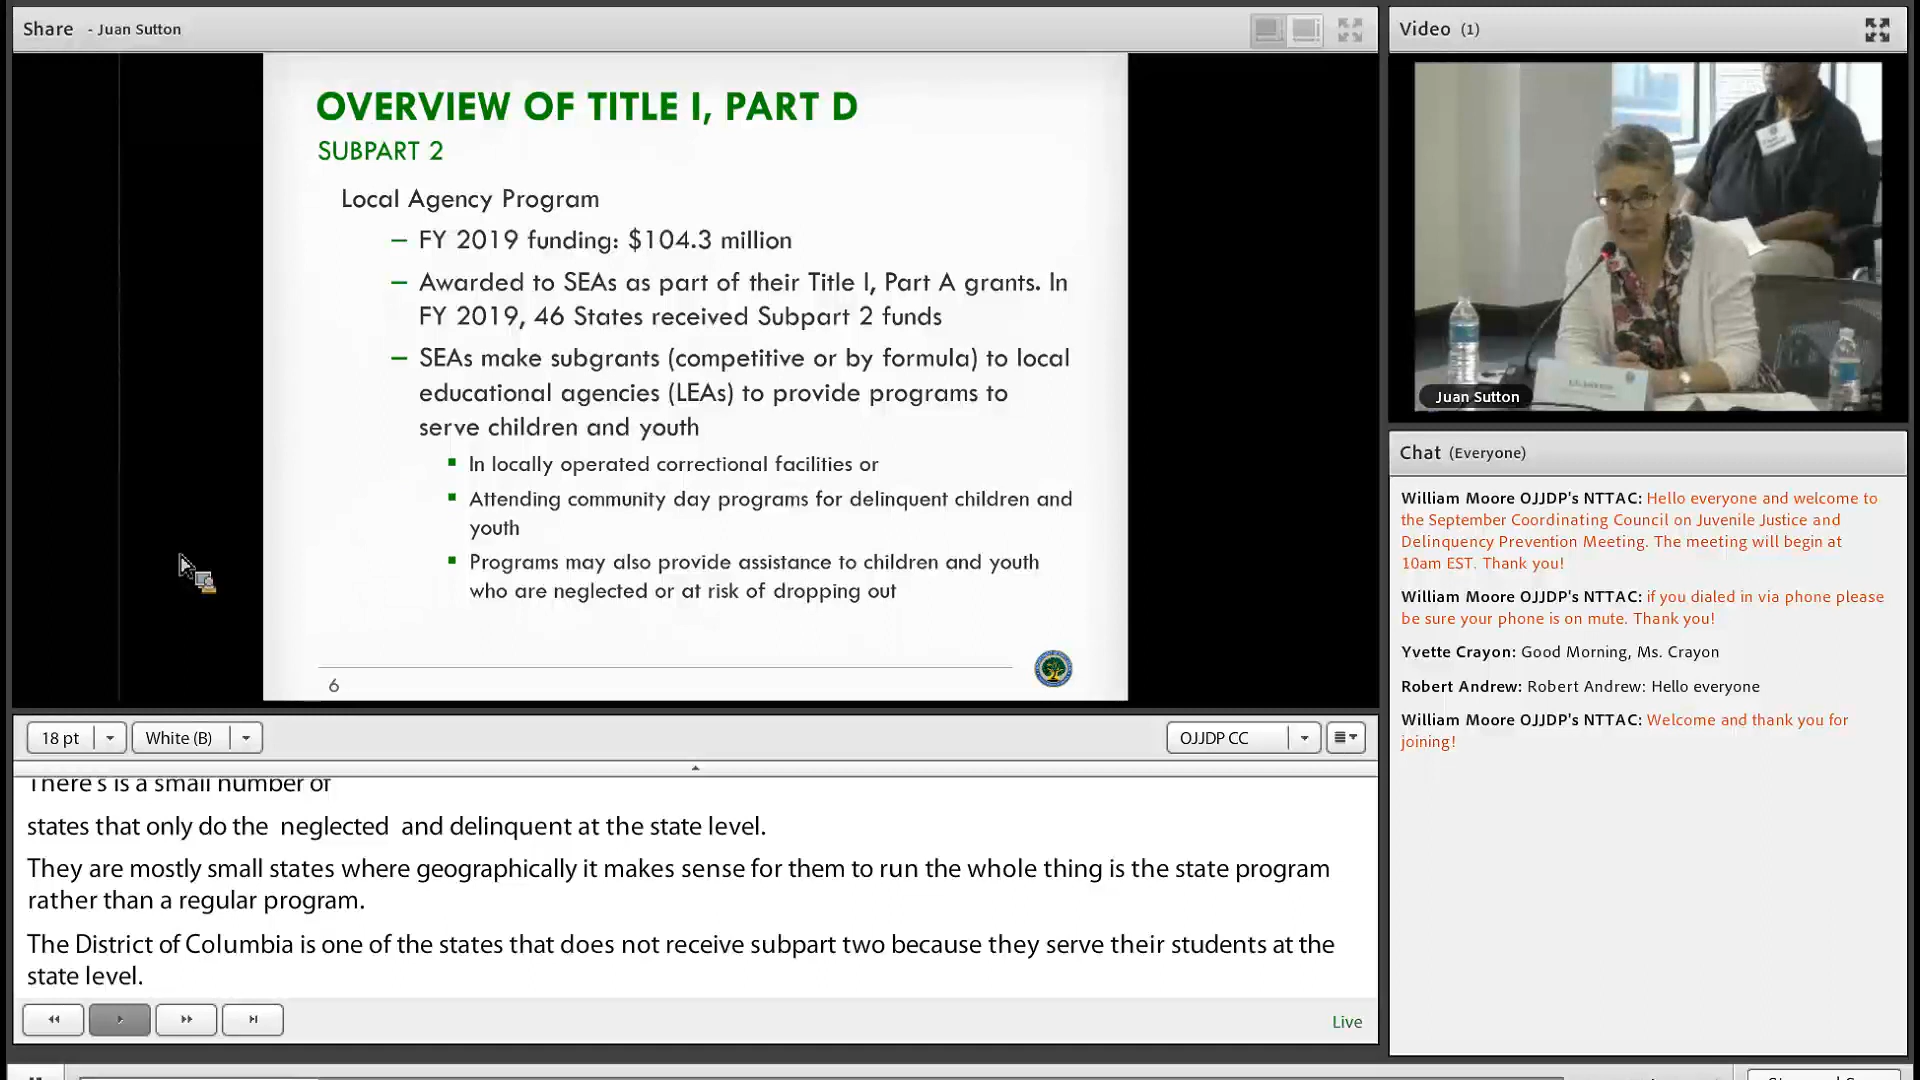 Share - Juan Sutton
OVERVIEW OF TITLE I, PART D
SUBPART 2
Local Agency Program
– FY 2019 funding: $104.3 million
– Awarded to SEAs as part of their Title I, Part A grants. In
FY 2019, 46 States received Subpart 2 funds
– SEAs make subgrants (competitive or by formula) to local
educational agencies (LEAs) to provide programs to
serve children and youth
▪ In locally operated correctional facilities or
▪ Attending community day programs for delinquent children and
youth
▪ Programs may also provide assistance to children and youth
who are neglected or at risk of dropping out
6
18 pt
White (B)
OJJDP CC
There's is a small number of
states that only do the  neglected  and delinquent at the state level.
They are mostly small states where geographically it makes sense for them to run the whole thing is the state program
rather than a regular program.
The District of Columbia is one of the states that does not receive subpart two because they serve their students at the
state level.
Live
Video (1)
Juan Sutton
Chat (Everyone)
William Moore OJJDP's NTTAC: Hello everyone and welcome to
the September Coordinating Council on Juvenile Justice and
Delinquency Prevention Meeting. The meeting will begin at
10am EST. Thank you!
William Moore OJJDP's NTTAC: if you dialed in via phone please
be sure your phone is on mute. Thank you!
Yvette Crayon: Good Morning, Ms. Crayon
Robert Andrew: Robert Andrew: Hello everyone
William Moore OJJDP's NTTAC: Welcome and thank you for
joining!